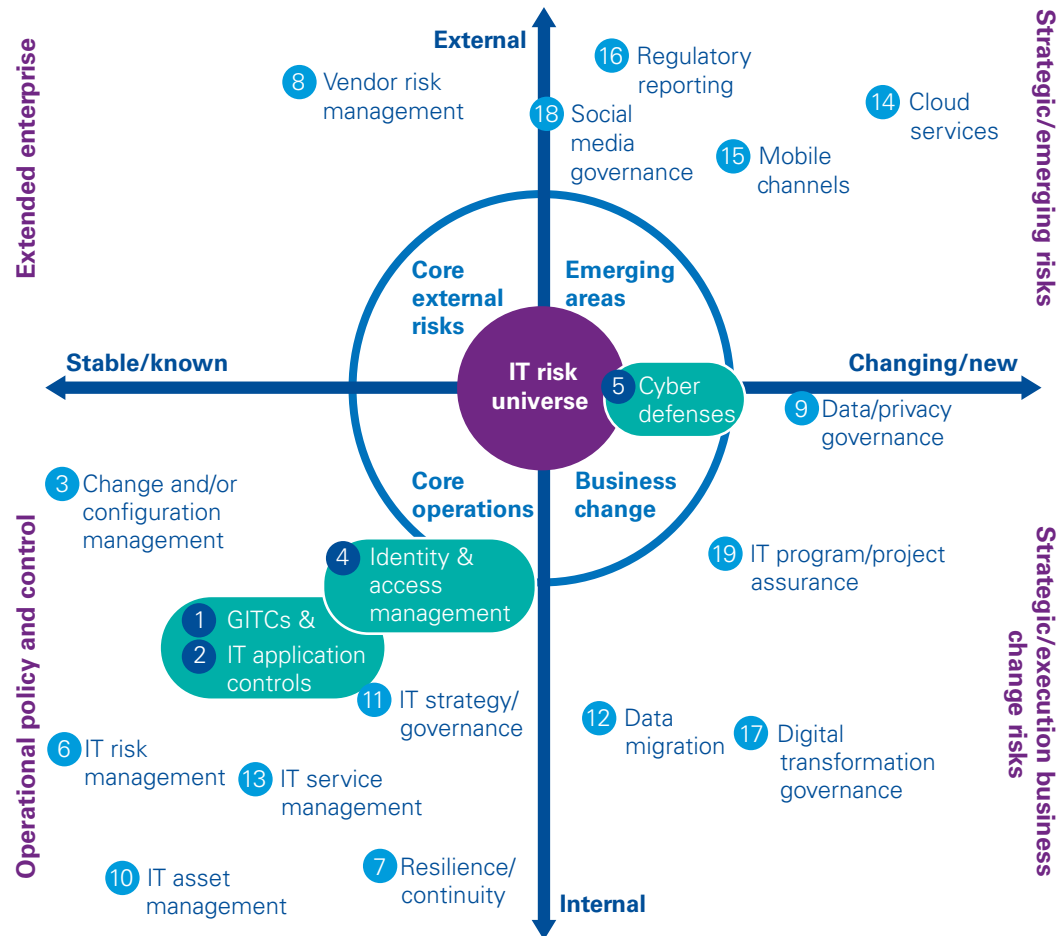 Extended enterprise
Strategic/emerging risks
External
8 Vendor risk
management
16 Regulatory
reporting
18 Social
media
governance
14 Cloud
services
15 Mobile
channels
Core
external
risks
Emerging
areas
Stable/known
Changing/new
IT risk
universe
5 Cyber
defenses
9 Data/privacy
governance
Core
operations
Business
change
3 Change and/or
configuration
management
4 Identity &
access
management
19 IT program/project
assurance
1 GITCs &
2 IT application
controls
11 IT strategy/
governance
12 Data
migration
17 Digital
transformation
governance
6 IT risk
management
13 IT service
management
10 IT asset
management
7 Resilience/
continuity
Internal
Operational policy and control
Strategic/execution business
change risks